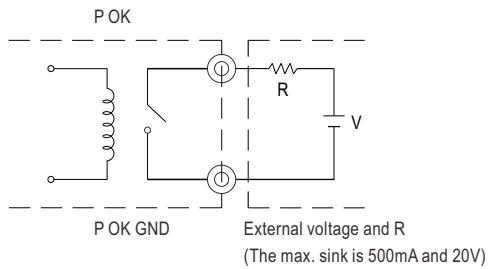 P OK
R
V
P OK GND
External voltage and R
(The max. sink is 500mA and 20V)